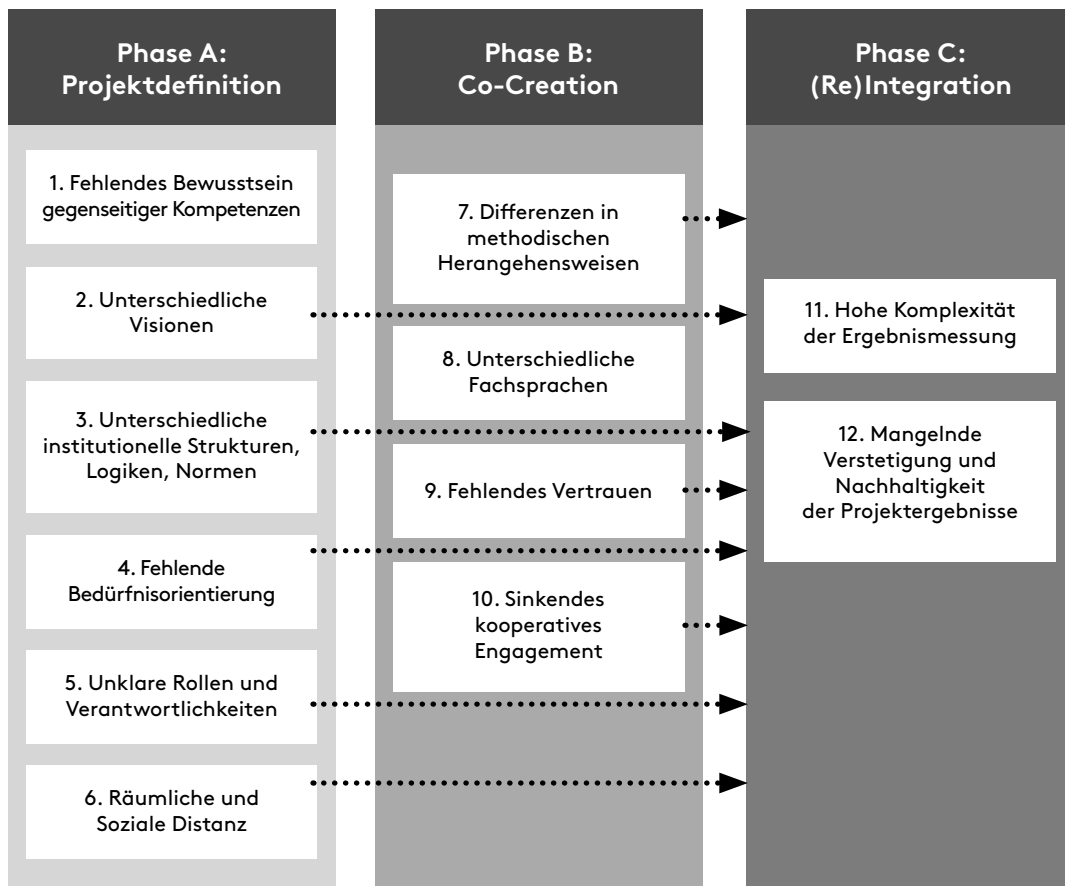 Phase A:
Projektdefinition
1. Fehlendes Bewusstsein
gegenseitiger Kompetenzen
2. Unterschiedliche
Visionen
3. Unterschiedliche
institutionelle Strukturen,
Logiken, Normen
4. Fehlende
Bedürfnisorientierung
5. Unklare Rollen und
Verantwortlichkeiten
6. Räumliche und
Soziale Distanz
Phase B:
Co-Creation
7. Differenzen in
methodischen
Herangehensweisen
8. Unterschiedliche
Fachsprachen
9. Fehlendes Vertrauen
10. Sinkendes
kooperatives
Engagement
Phase C:
(Re)Integration
11. Hohe Komplexität
der Ergebnismessung
12. Mangelnde
Verstetigung und
Nachhaltigkeit
der Projektergebnisse